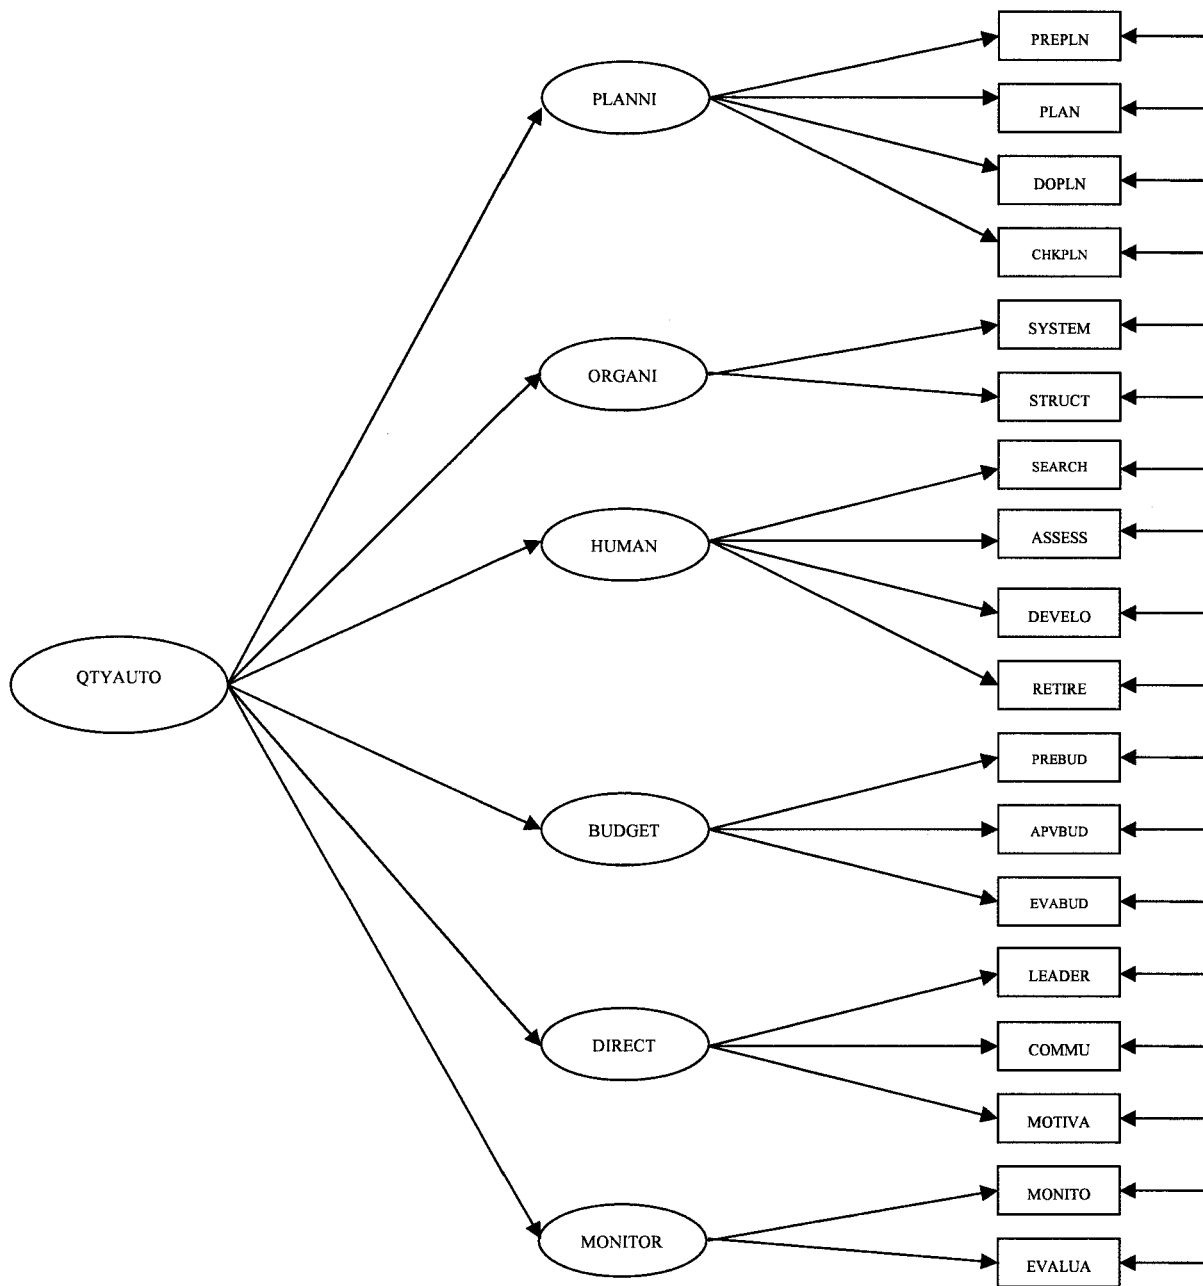 PREPLN
PLANNI
PLAN
DOPLN
CHKPLN
SYSTEM
ORGANI
STRUCT
SEARCH
HUMAN
ASSESS
DEVELO
QTYAUTO
RETIRE
PREBUD
BUDGET
APVBUD
EVABUD
LEADER
DIRECT
COMMU
MOTIVA
MONITO
MONITOR
EVALUA